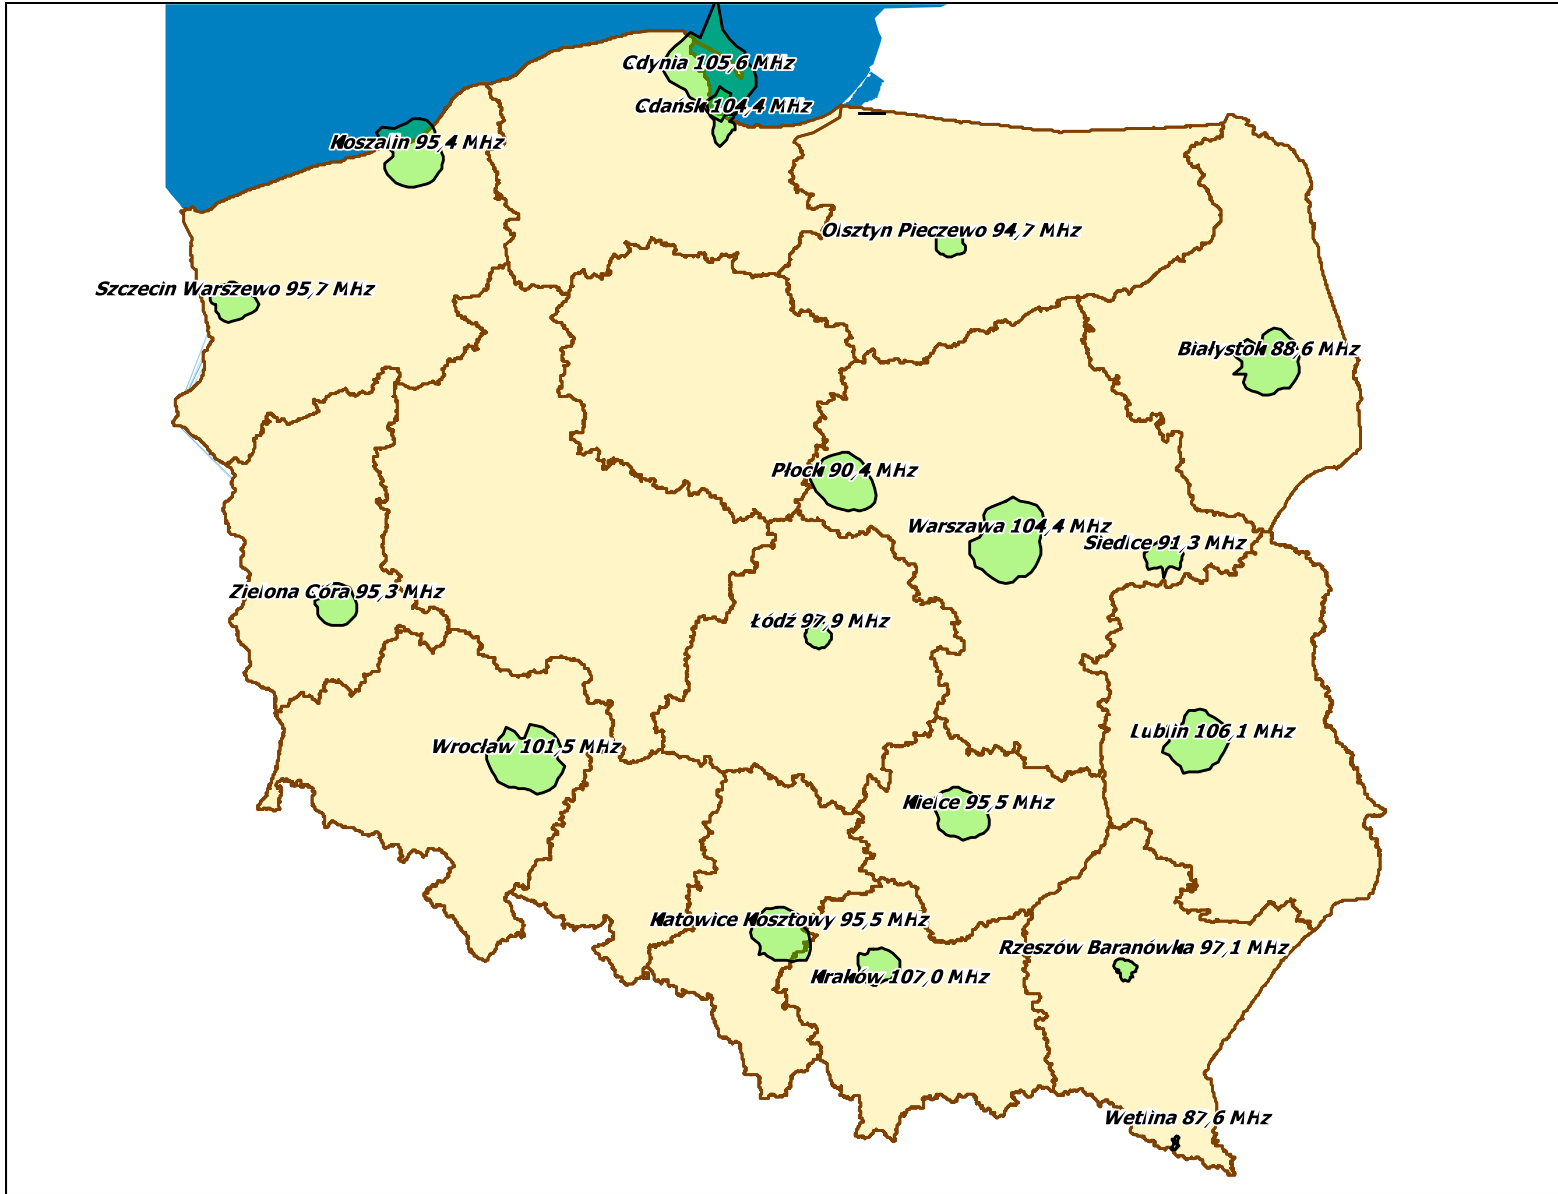 Gdynia 105,6 MHz
Gdańsk 104,4 MHz
Koszalin 95,4 MHz
Olsztyn Pieczewo 94,7 MHz
Szczecin Warszewo 95,7 MHz
Białystok 88,6 MHz
Płock 90,4 MHz
Warszawa 104,4 MHz
Siedlce 91,3 MHz
Zielona Góra 95,3 MHz
Łódź 97,9 MHz
Lublin 106,1 MHz
Wrocław 101,5 MHz
Kielce 95,5 MHz
Katowice Kosztowy 95,5 MHz
Rzeszów Baranówka 97,1 MHz
Kraków 107,0 MHz
Wetlina 87,6 MHz